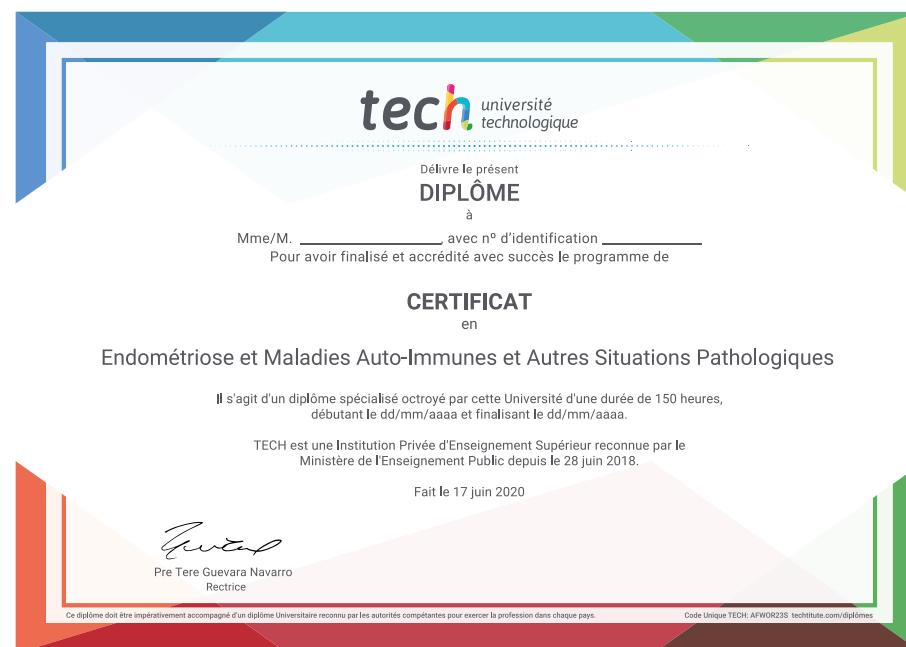 tech université
technologique
Délivre le présent
DIPLÔME
à
Mme/M. ____________________, avec nº d'identification ______________
Pour avoir finalisé et accrédité avec succès le programme de
CERTIFICAT
en
Endométriose et Maladies Auto-Immunes et Autres Situations Pathologiques
Il s'agit d'un diplôme spécialisé octroyé par cette Université d'une durée de 150 heures,
débutant le dd/mm/aaaa et finalisant le dd/mm/aaaa.
TECH est une Institution Privée d'Enseignement Supérieur reconnue par le
Ministère de l'Enseignement Public depuis le 28 juin 2018.
Fait le 17 juin 2020
Pre Tere Guevara Navarro
Rectrice
Ce diplôme doit être impérativement accompagné d'un diplôme Universitaire reconnu par les autorités compétantes pour exercer la profession dans chaque pays. Code Unique TECH: AFWOR23S techtitute.com/diplômes